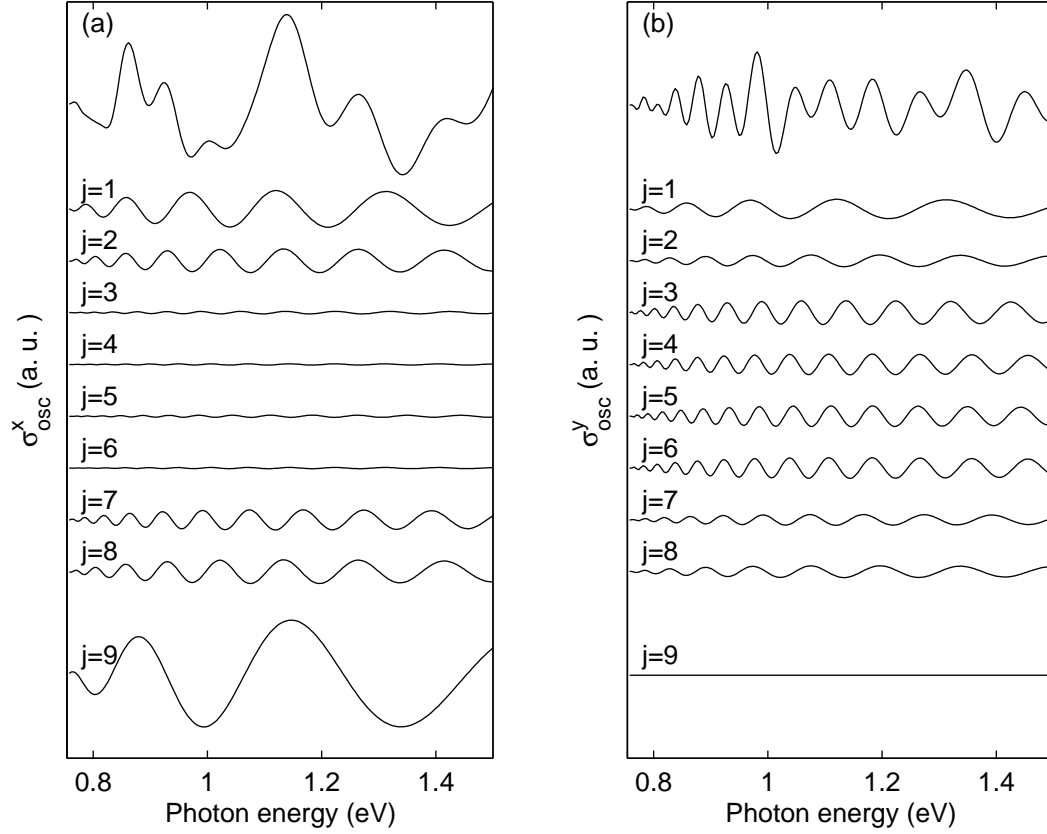 (a)
j=1
j=2
j=3
j=4
j=5
j=6
j=7
j=8
j=9
0.8 1 1.2 1.4
Photon energy (eV)
σ^x_osc (a. u.)
(b)
j=1
j=2
j=3
j=4
j=5
j=6
j=7
j=8
j=9
0.8 1 1.2 1.4
Photon energy (eV)
σ^y_osc (a. u.)